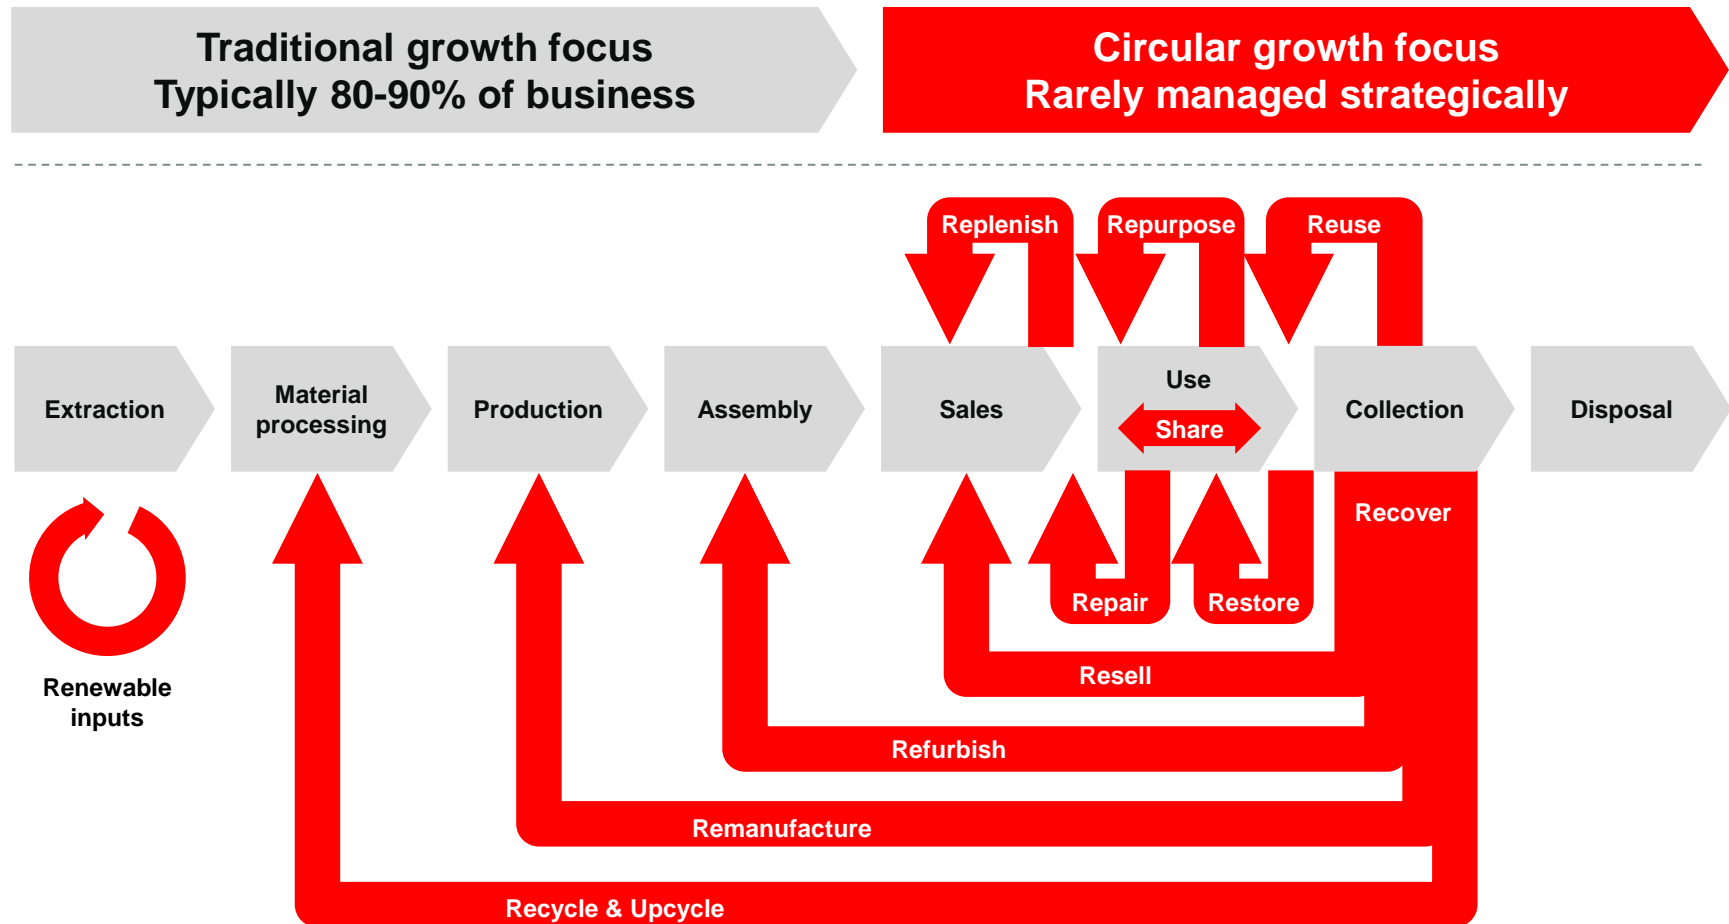 Traditional growth focus
Typically 80-90% of business
Circular growth focus
Rarely managed strategically
Replenish
Repurpose
Reuse
Extraction
Material
processing
Production
Assembly
Sales
Use
Share
Collection
Disposal
Recover
Repair
Restore
Renewable
inputs
Resell
Refurbish
Remanufacture
Recycle & Upcycle